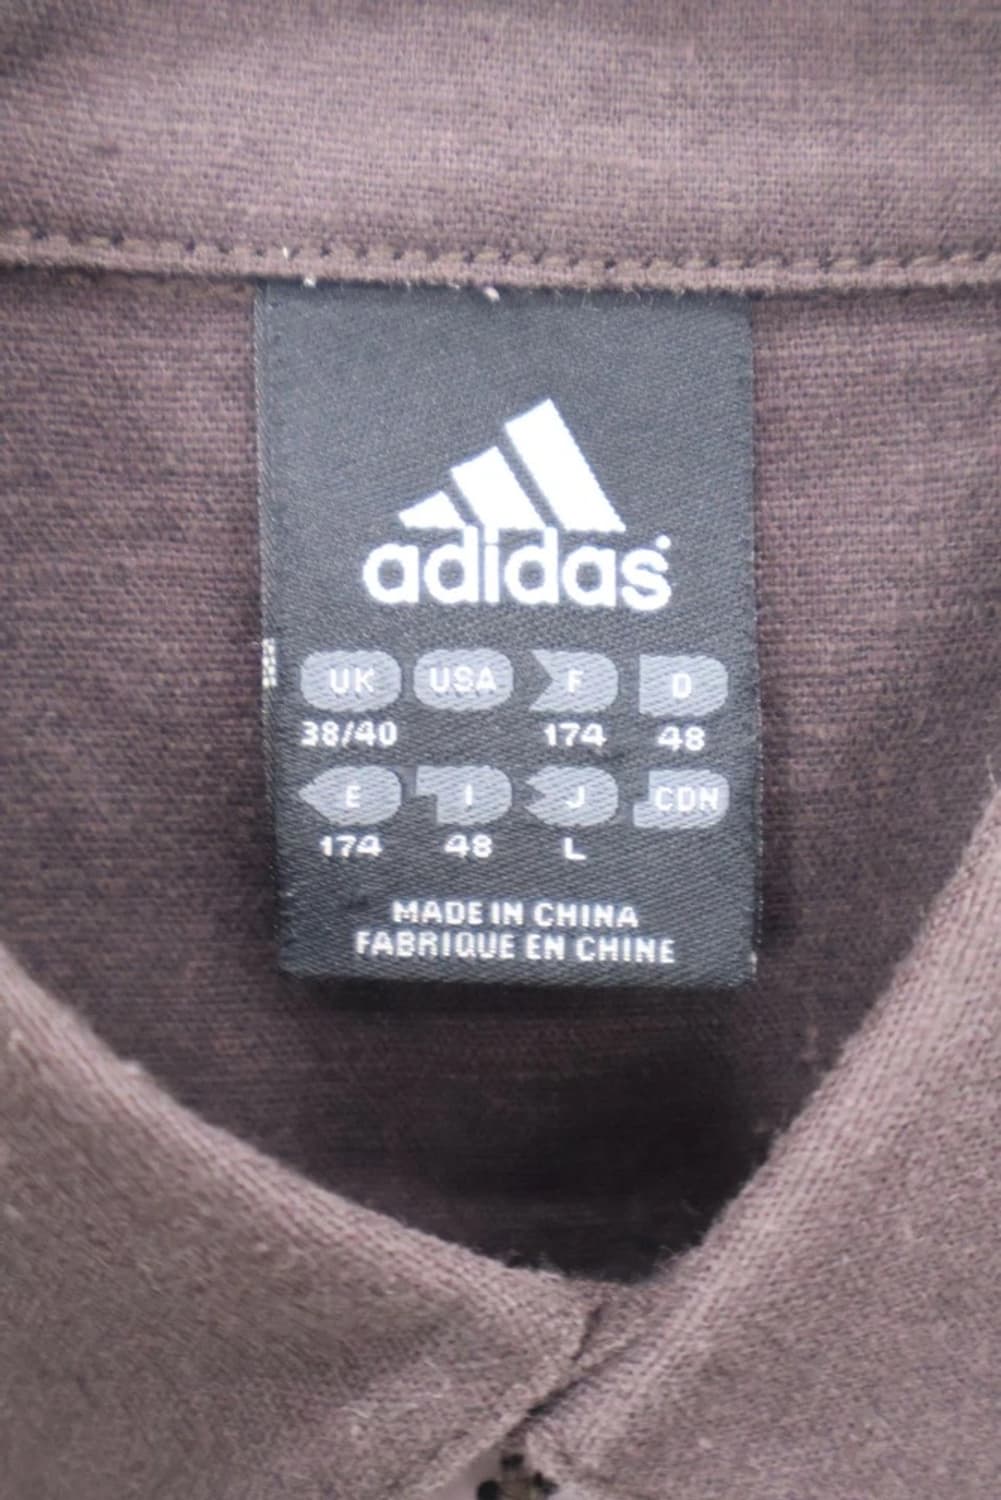 adidas
UK USA F D
38/40 174 48
E I J CDN
174 48 L
MADE IN CHINA
FABRIQUE EN CHINE